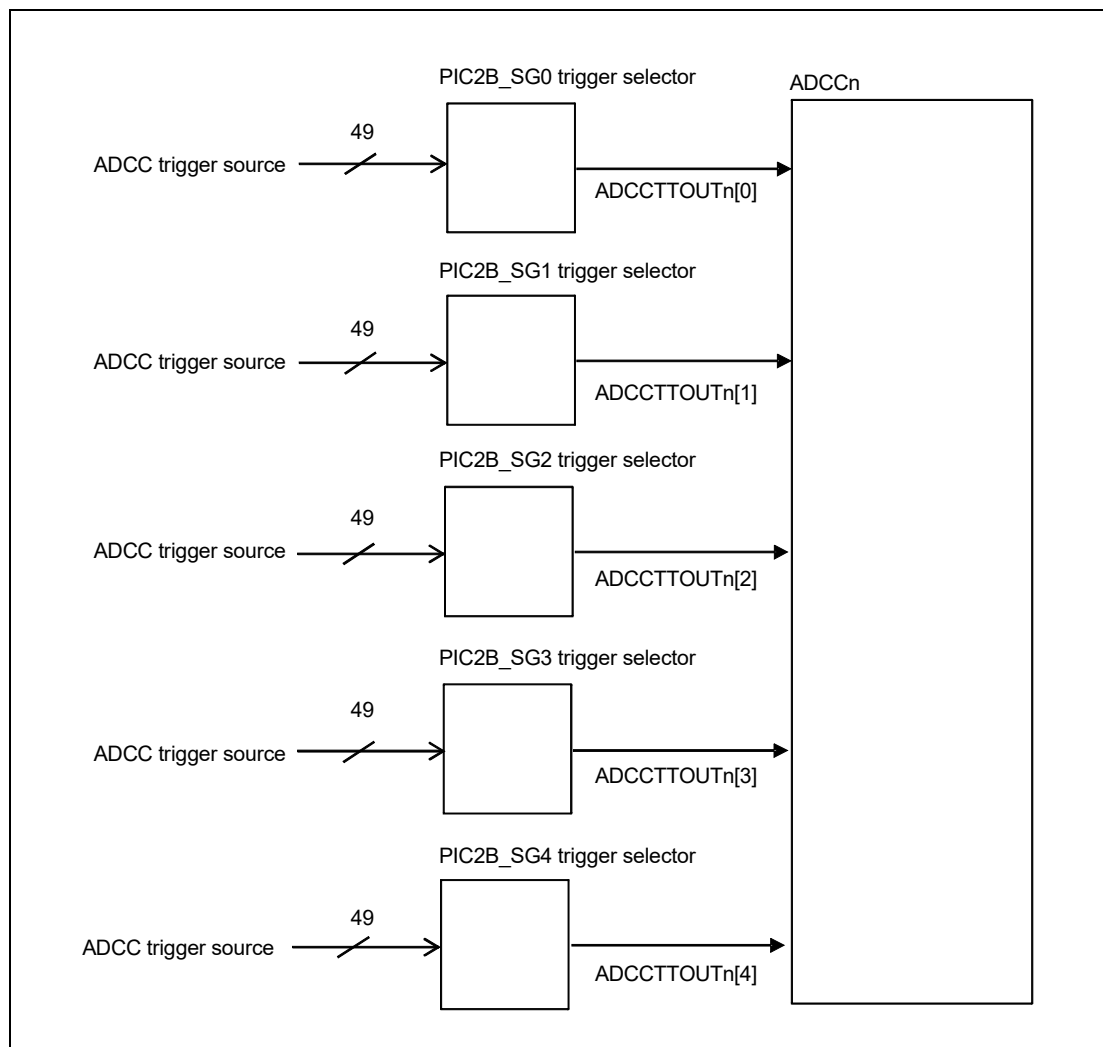 PIC2B_SG0 trigger selector
ADCCn
49
ADCC trigger source
ADCCTTOUTn[0]
PIC2B_SG1 trigger selector
49
ADCC trigger source
ADCCTTOUTn[1]
PIC2B_SG2 trigger selector
49
ADCC trigger source
ADCCTTOUTn[2]
PIC2B_SG3 trigger selector
49
ADCC trigger source
ADCCTTOUTn[3]
PIC2B_SG4 trigger selector
49
ADCC trigger source
ADCCTTOUTn[4]